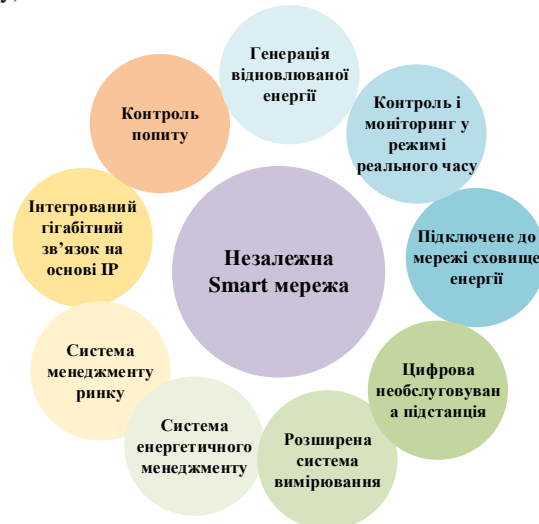 Генерація
відновлюваної
енергії
Контроль і
моніторинг у
режимі
реального часу
Підключене до
мережі сховище
енергії
Цифрова
необслуговуван
а підстанція
Розширена
система
вимірювання
Система
енергетичного
менеджменту
Система
менеджменту
ринку
Інтегрований
гігабітний
зв’язок на
основі IP
Контроль
попиту
Незалежна
Smart мережа